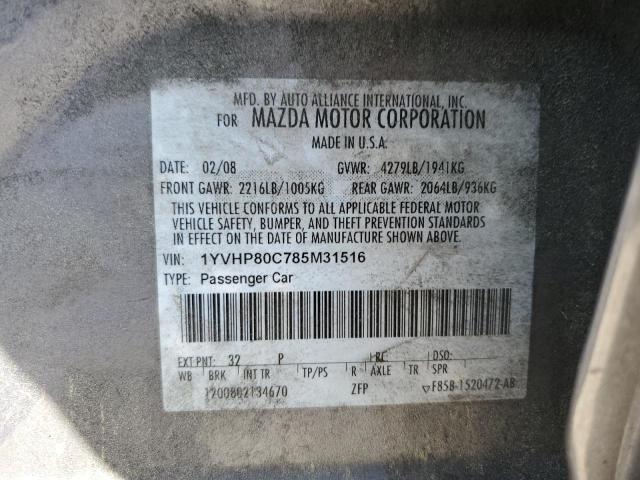 MFD. BY AUTO ALLIANCE INTERNATIONAL, INC.
FOR MAZDA MOTOR CORPORATION
MADE IN U.S.A.
DATE: 02/08 GVWR: 4279LB/1941KG
FRONT GAWR: 2216LB/1005KG REAR GAWR: 2064LB/936KG
THIS VEHICLE CONFORMS TO ALL APPLICABLE FEDERAL MOTOR
VEHICLE SAFETY, BUMPER, AND THEFT PREVENTION STANDARDS
IN EFFECT ON THE DATE OF MANUFACTURE SHOWN ABOVE.
VIN: 1YVHP80C785M31516
TYPE: Passenger Car
EXT PNT: 32 P RC: DSO:
WB BRK INT TR TP/PS R AXLE TR SPR
1200802134670 ZFP F85B-1520472-AB